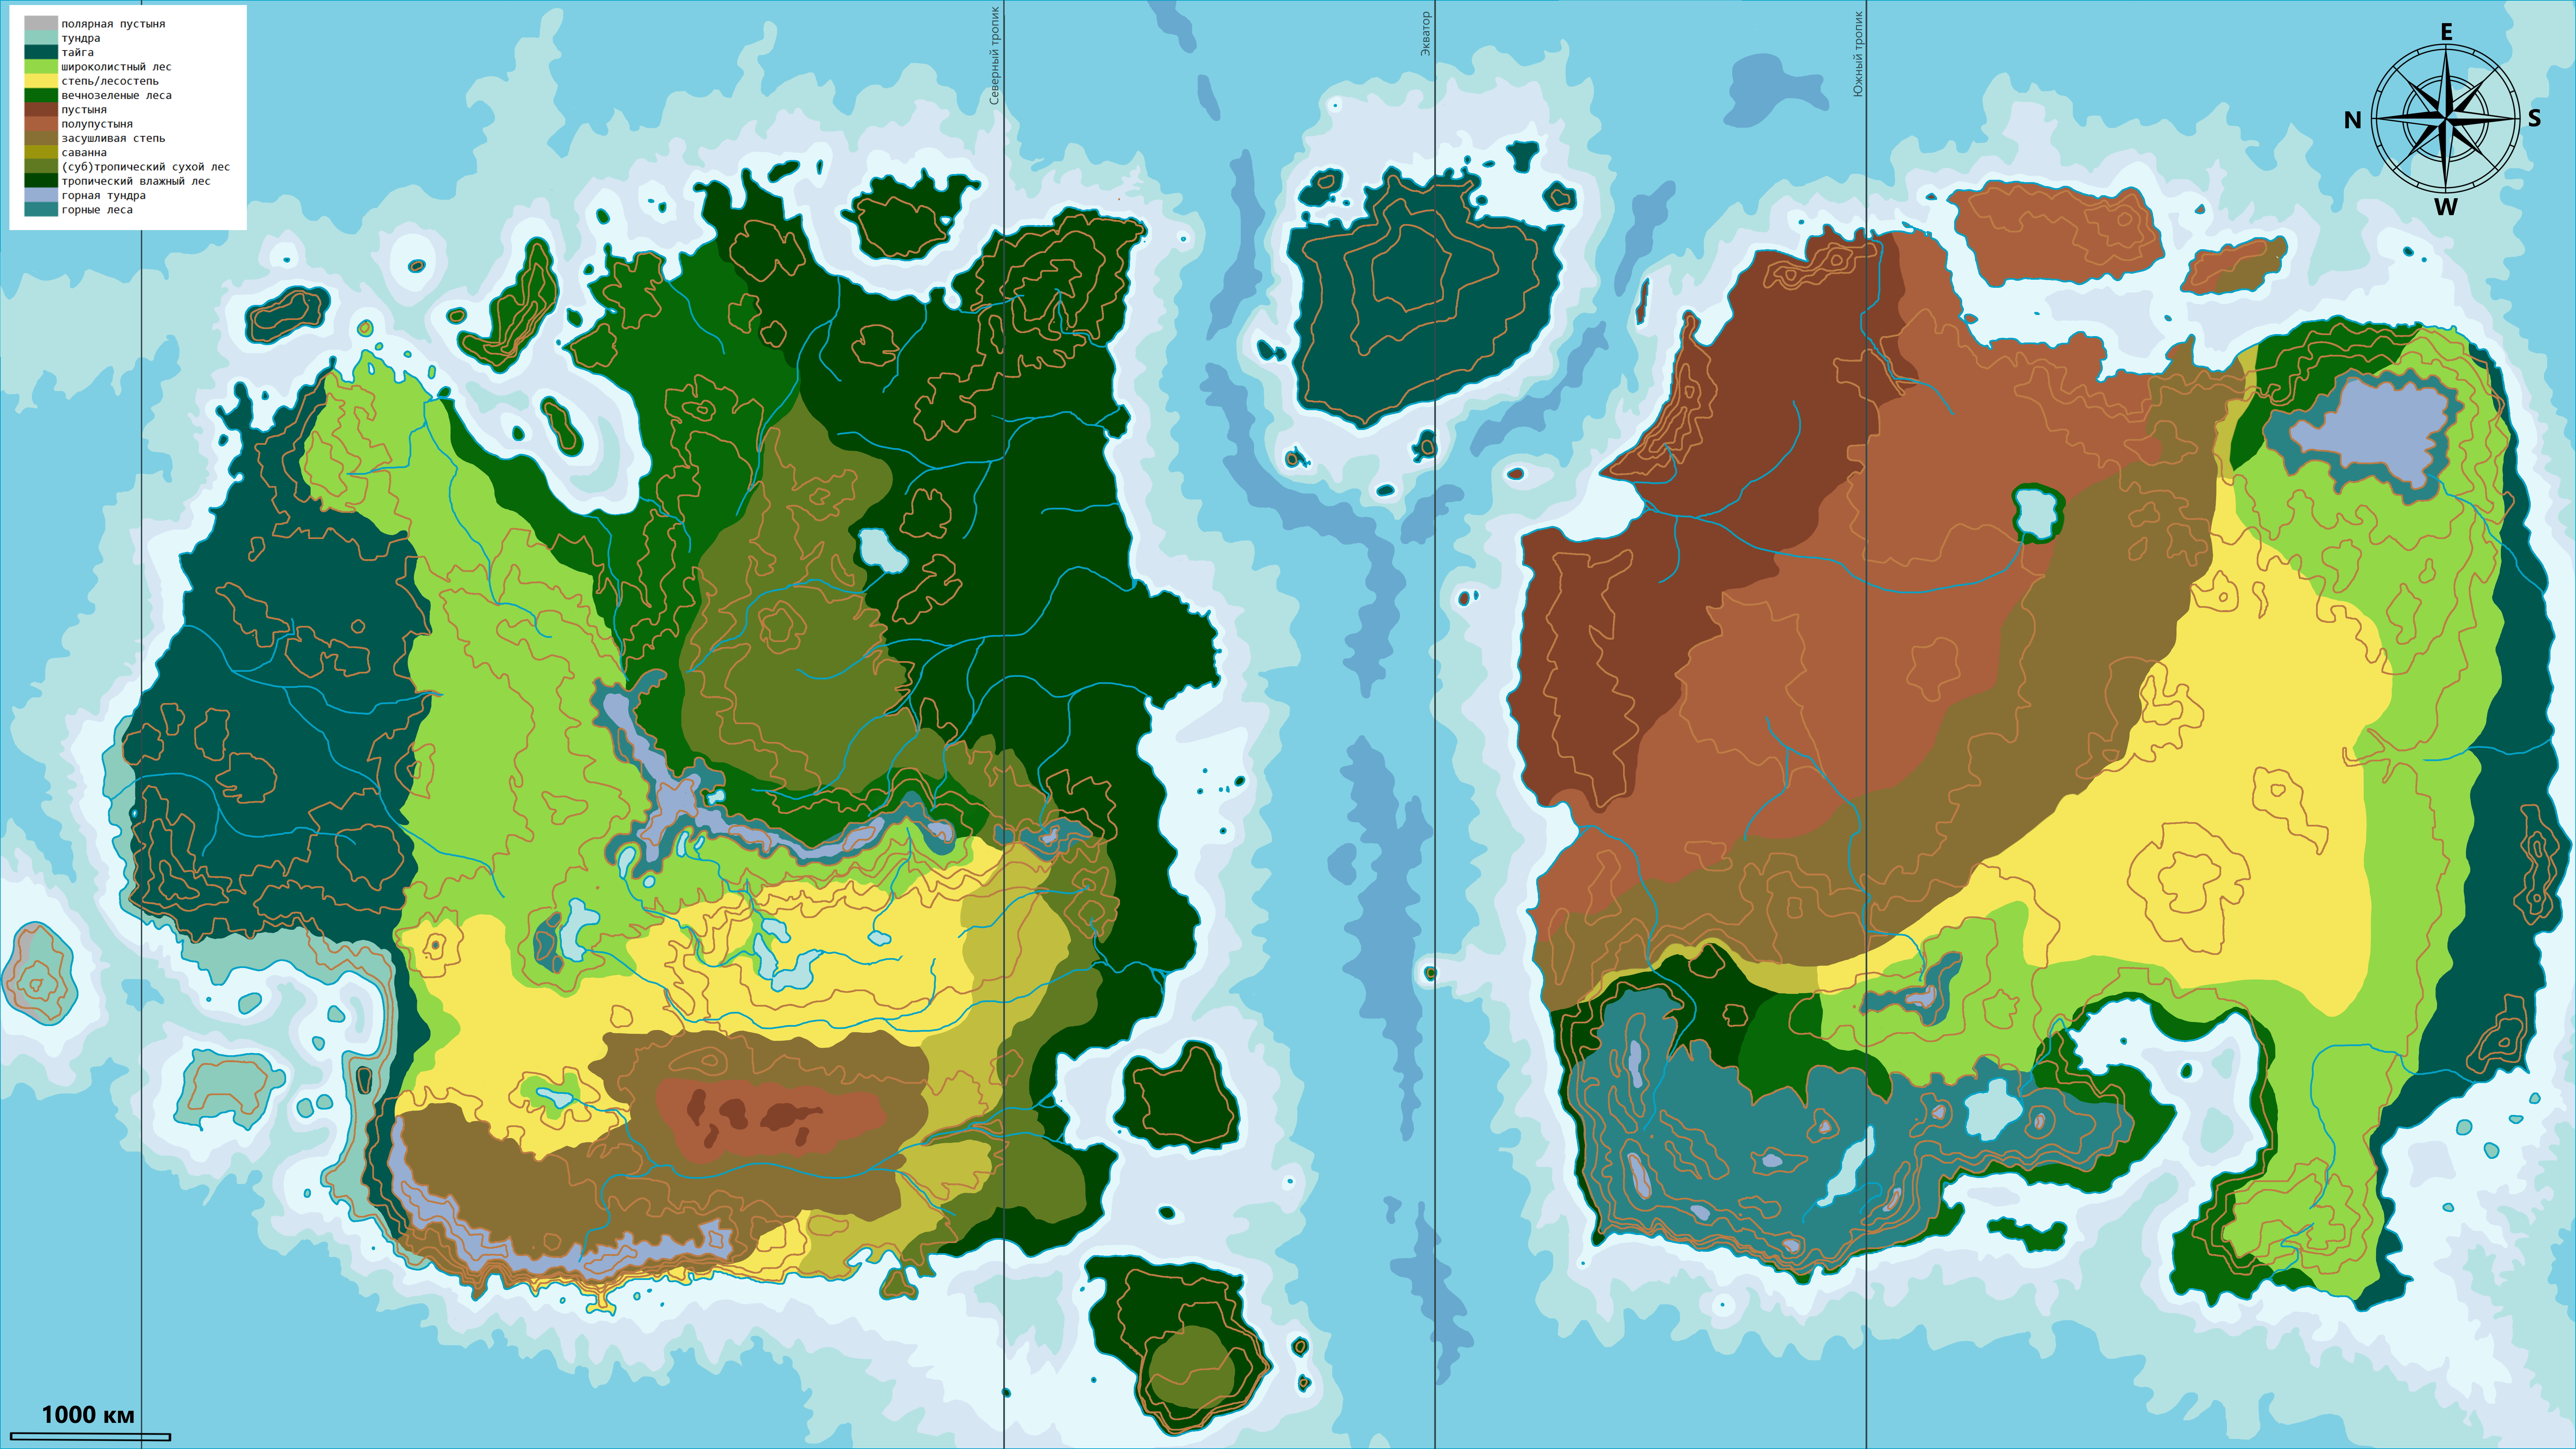 полярная пустыня
тундра
тайга
широколистный лес
степь/лесостепь
вечнозеленые леса
пустыня
полупустыня
засушливая степь
саванна
(суб)тропический сухой лес
тропический влажный лес
горная тундра
горные леса
Северный тропик
Экватор
Южный тропик
E
N
S
W
1000 км